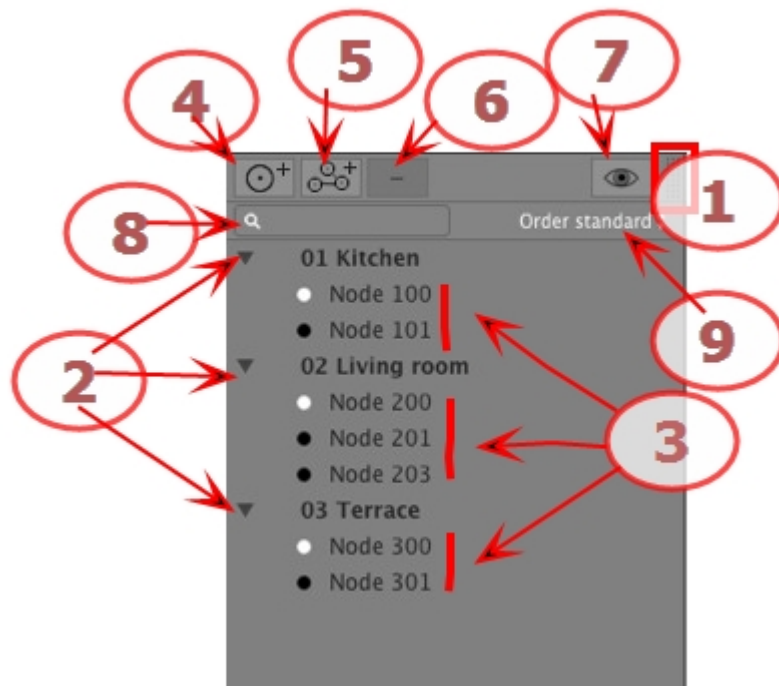 5
7
4
6
1
8
Order standard
01 Kitchen
Node 100
Node 101
9
2
02 Living room
Node 200
3
Node 201
Node 203
03 Terrace
Node 300
Node 301